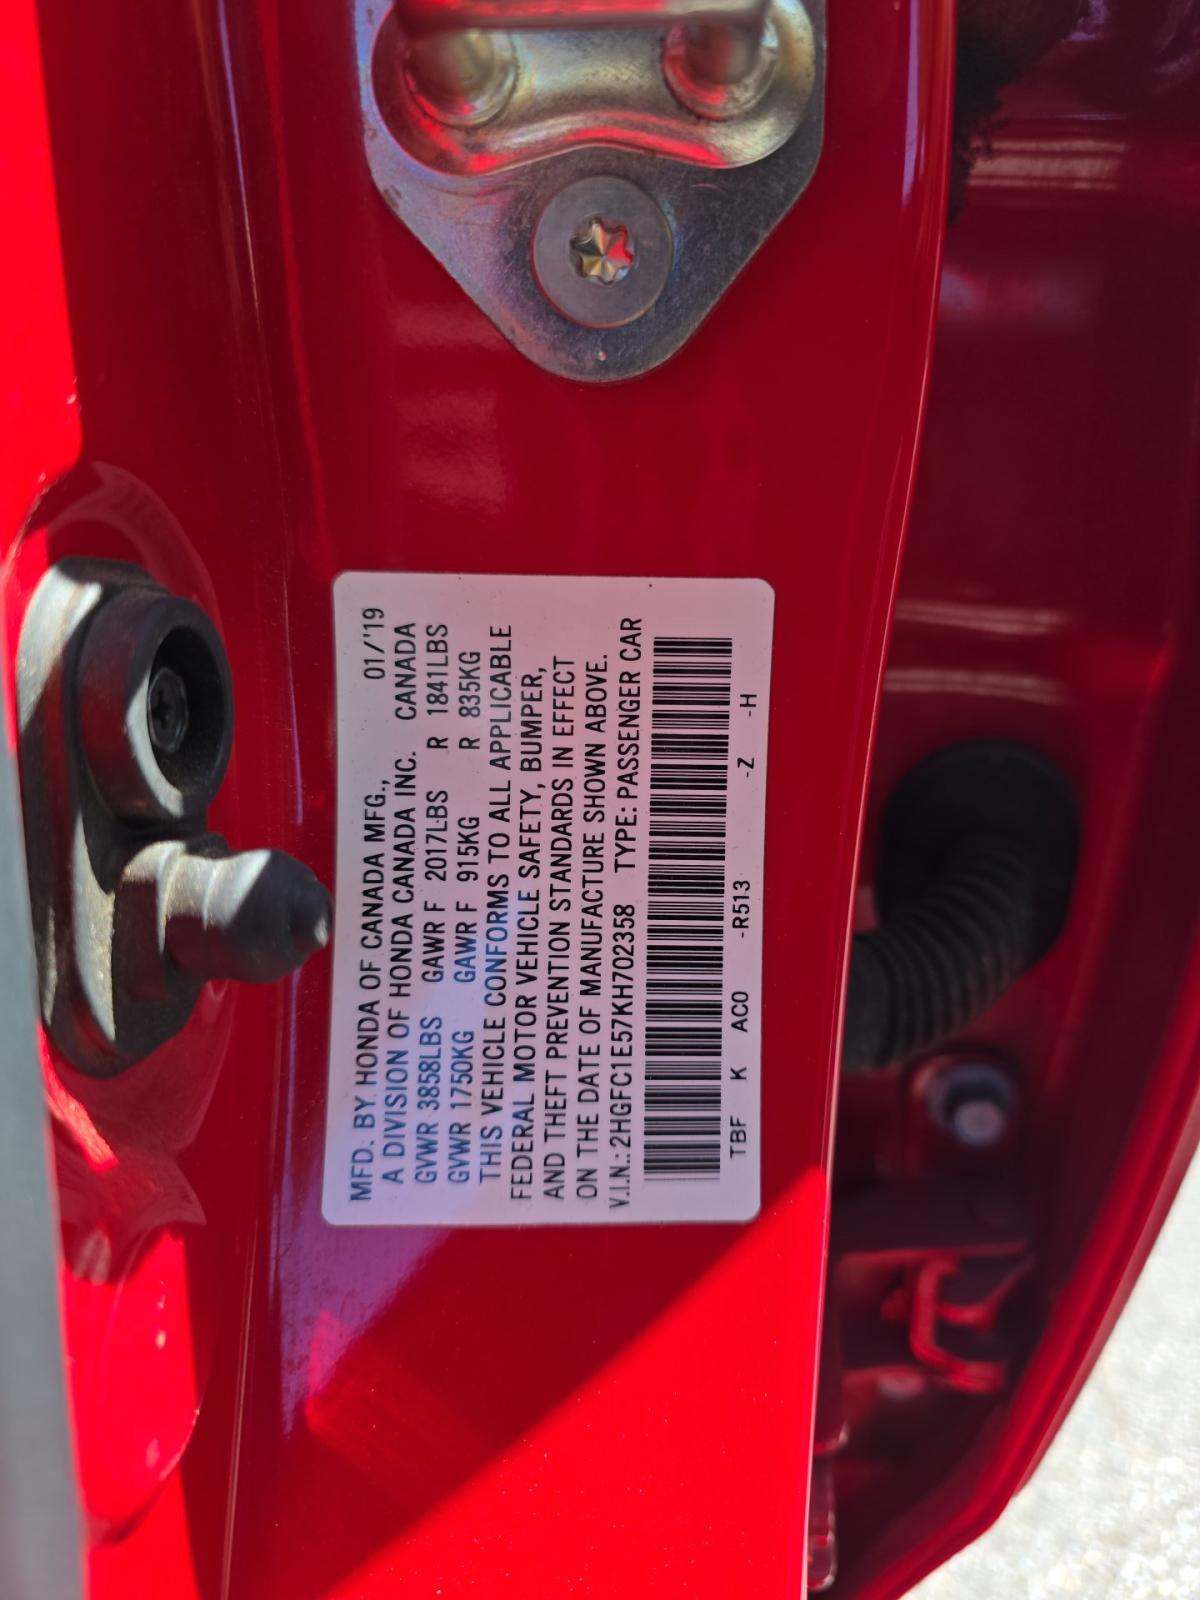 MFD. BY HONDA OF CANADA MFG., 01/'19
A DIVISION OF HONDA CANADA INC. CANADA
GVWR 3858LBS GAWR F 2017LBS R 1841LBS
GVWR 1750KG GAWR F 915KG R 835KG
THIS VEHICLE CONFORMS TO ALL APPLICABLE
FEDERAL MOTOR VEHICLE SAFETY, BUMPER,
AND THEFT PREVENTION STANDARDS IN EFFECT
ON THE DATE OF MANUFACTURE SHOWN ABOVE.
V.I.N.: 2HGFC1E57KH702358 TYPE: PASSENGER CAR
TBF K AC0 -R513 -Z -H